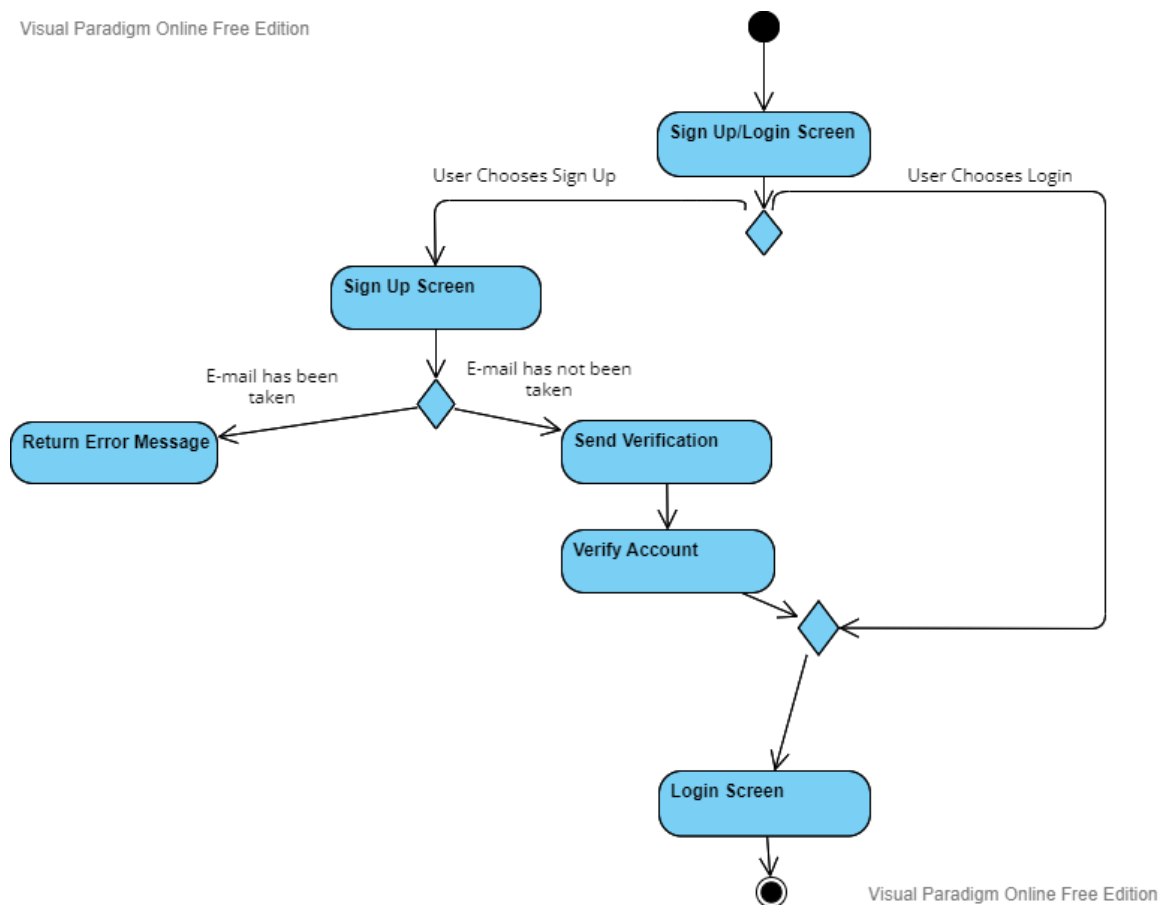 Visual Paradigm Online Free Edition
Sign Up/Login Screen
User Chooses Sign Up
User Chooses Login
Sign Up Screen
E-mail has been
taken
E-mail has not been
taken
Return Error Message
Send Verification
Verify Account
Login Screen
Visual Paradigm Online Free Edition